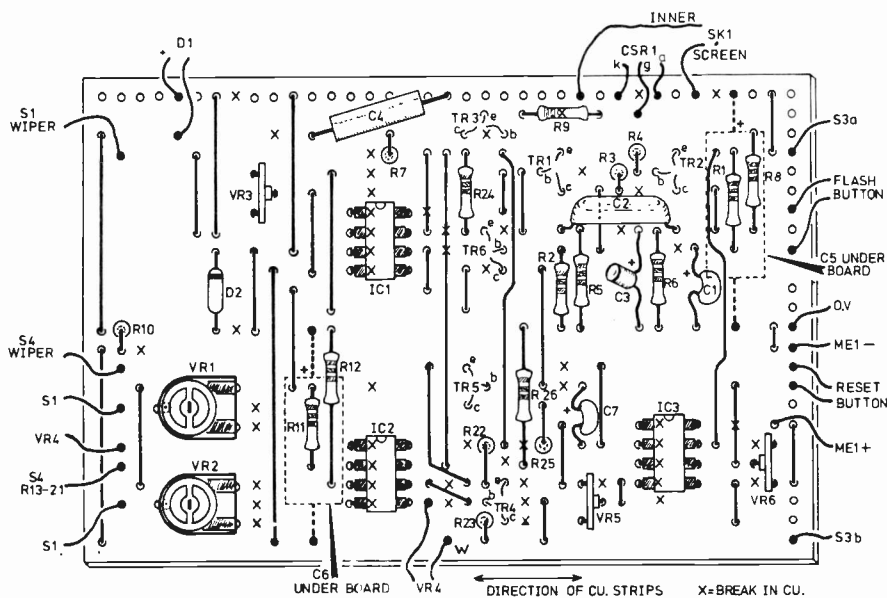 INNER
D1
+
CSR1
k g a
SK1
SCREEN
S1
WIPER
C4
TR3
e
b
c
R9
R4
S3a
R7
TR1
e
b
c
R3
TR2
e
c
R1
+
R8
VR3
R24
C2
FLASH
BUTTON
TR6
e
b
c
IC1
R2
R5
C3
+
R6
+
C1
C5 UNDER
BOARD
D2
R10
O.V
S4
WIPER
VR1
ME1-
+
R12
TR5
e
b
c
R26
RESET
BUTTON
S1
R11
IC2
+
C7
IC3
VR4
R22
R25
ME1+
S4
R13-21
VR2
VR6
TR4
e
c
VR5
S1.
R23
W
S3b
C6
UNDER BOARD
VR4
DIRECTION OF CU. STRIPS
X=BREAK IN CU.